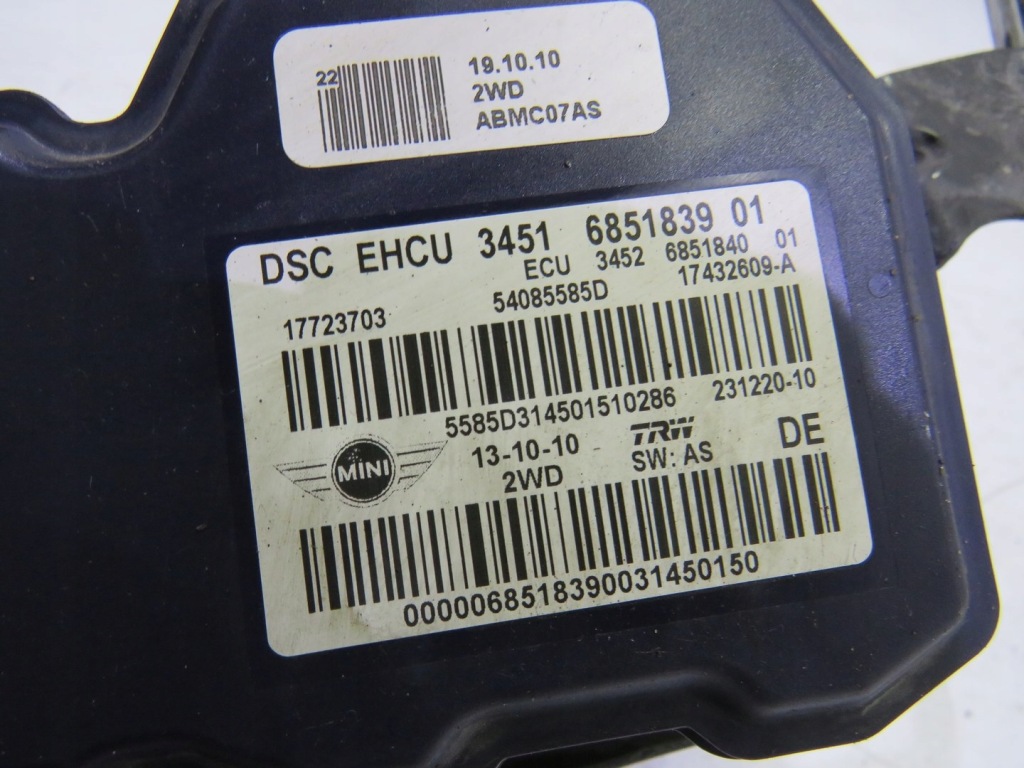 22
19.10.10
2WD
ABMC07AS
DSC EHCU 3451 6851839 01
ECU 3452 6851840 01
17723703 54085585D 17432609-A
5585D314501510286 231220-10
MINI 13-10-10 TRW DE
2WD SW: AS
0000068518390031450150